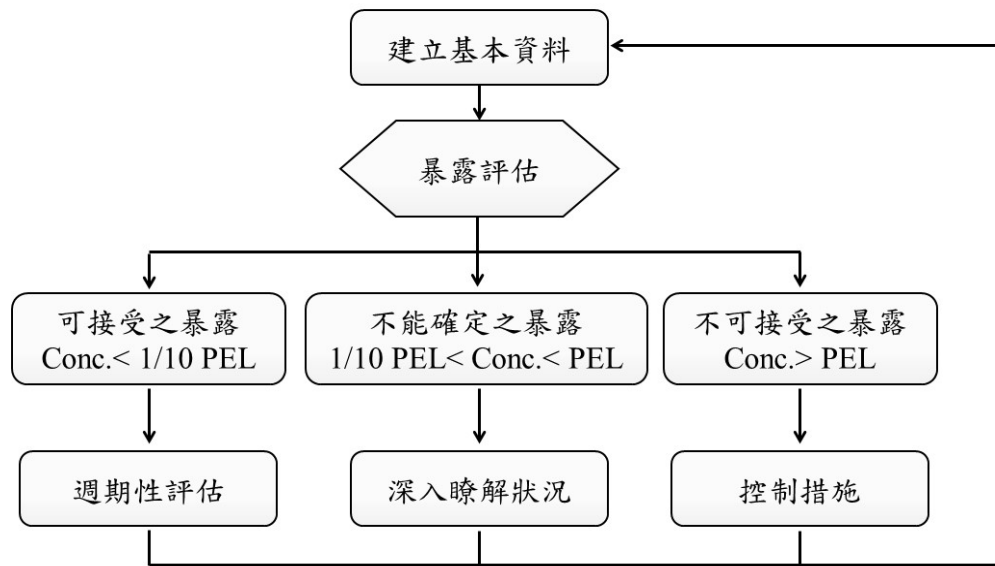 建立基本資料
暴露評估
可接受之暴露
Conc.< 1/10 PEL
不能確定之暴露
1/10 PEL< Conc.< PEL
不可接受之暴露
Conc.> PEL
週期性評估
深入瞭解狀況
控制措施